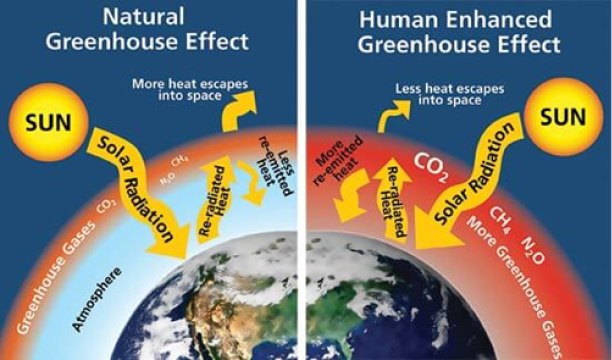 Natural
Greenhouse Effect
More heat escapes
into space
SUN
Solar Radiation
CH₄
N₂O
CO₂
Re-radiated
Heat
Less
re-emitted
heat
Greenhouse Gases
Atmosphere
Human Enhanced
Greenhouse Effect
Less heat escapes
into space
SUN
Solar Radiation
More
re-emitted
heat
Re-radiated
Heat
CO₂
CH₄
N₂O
More Greenhouse Gases